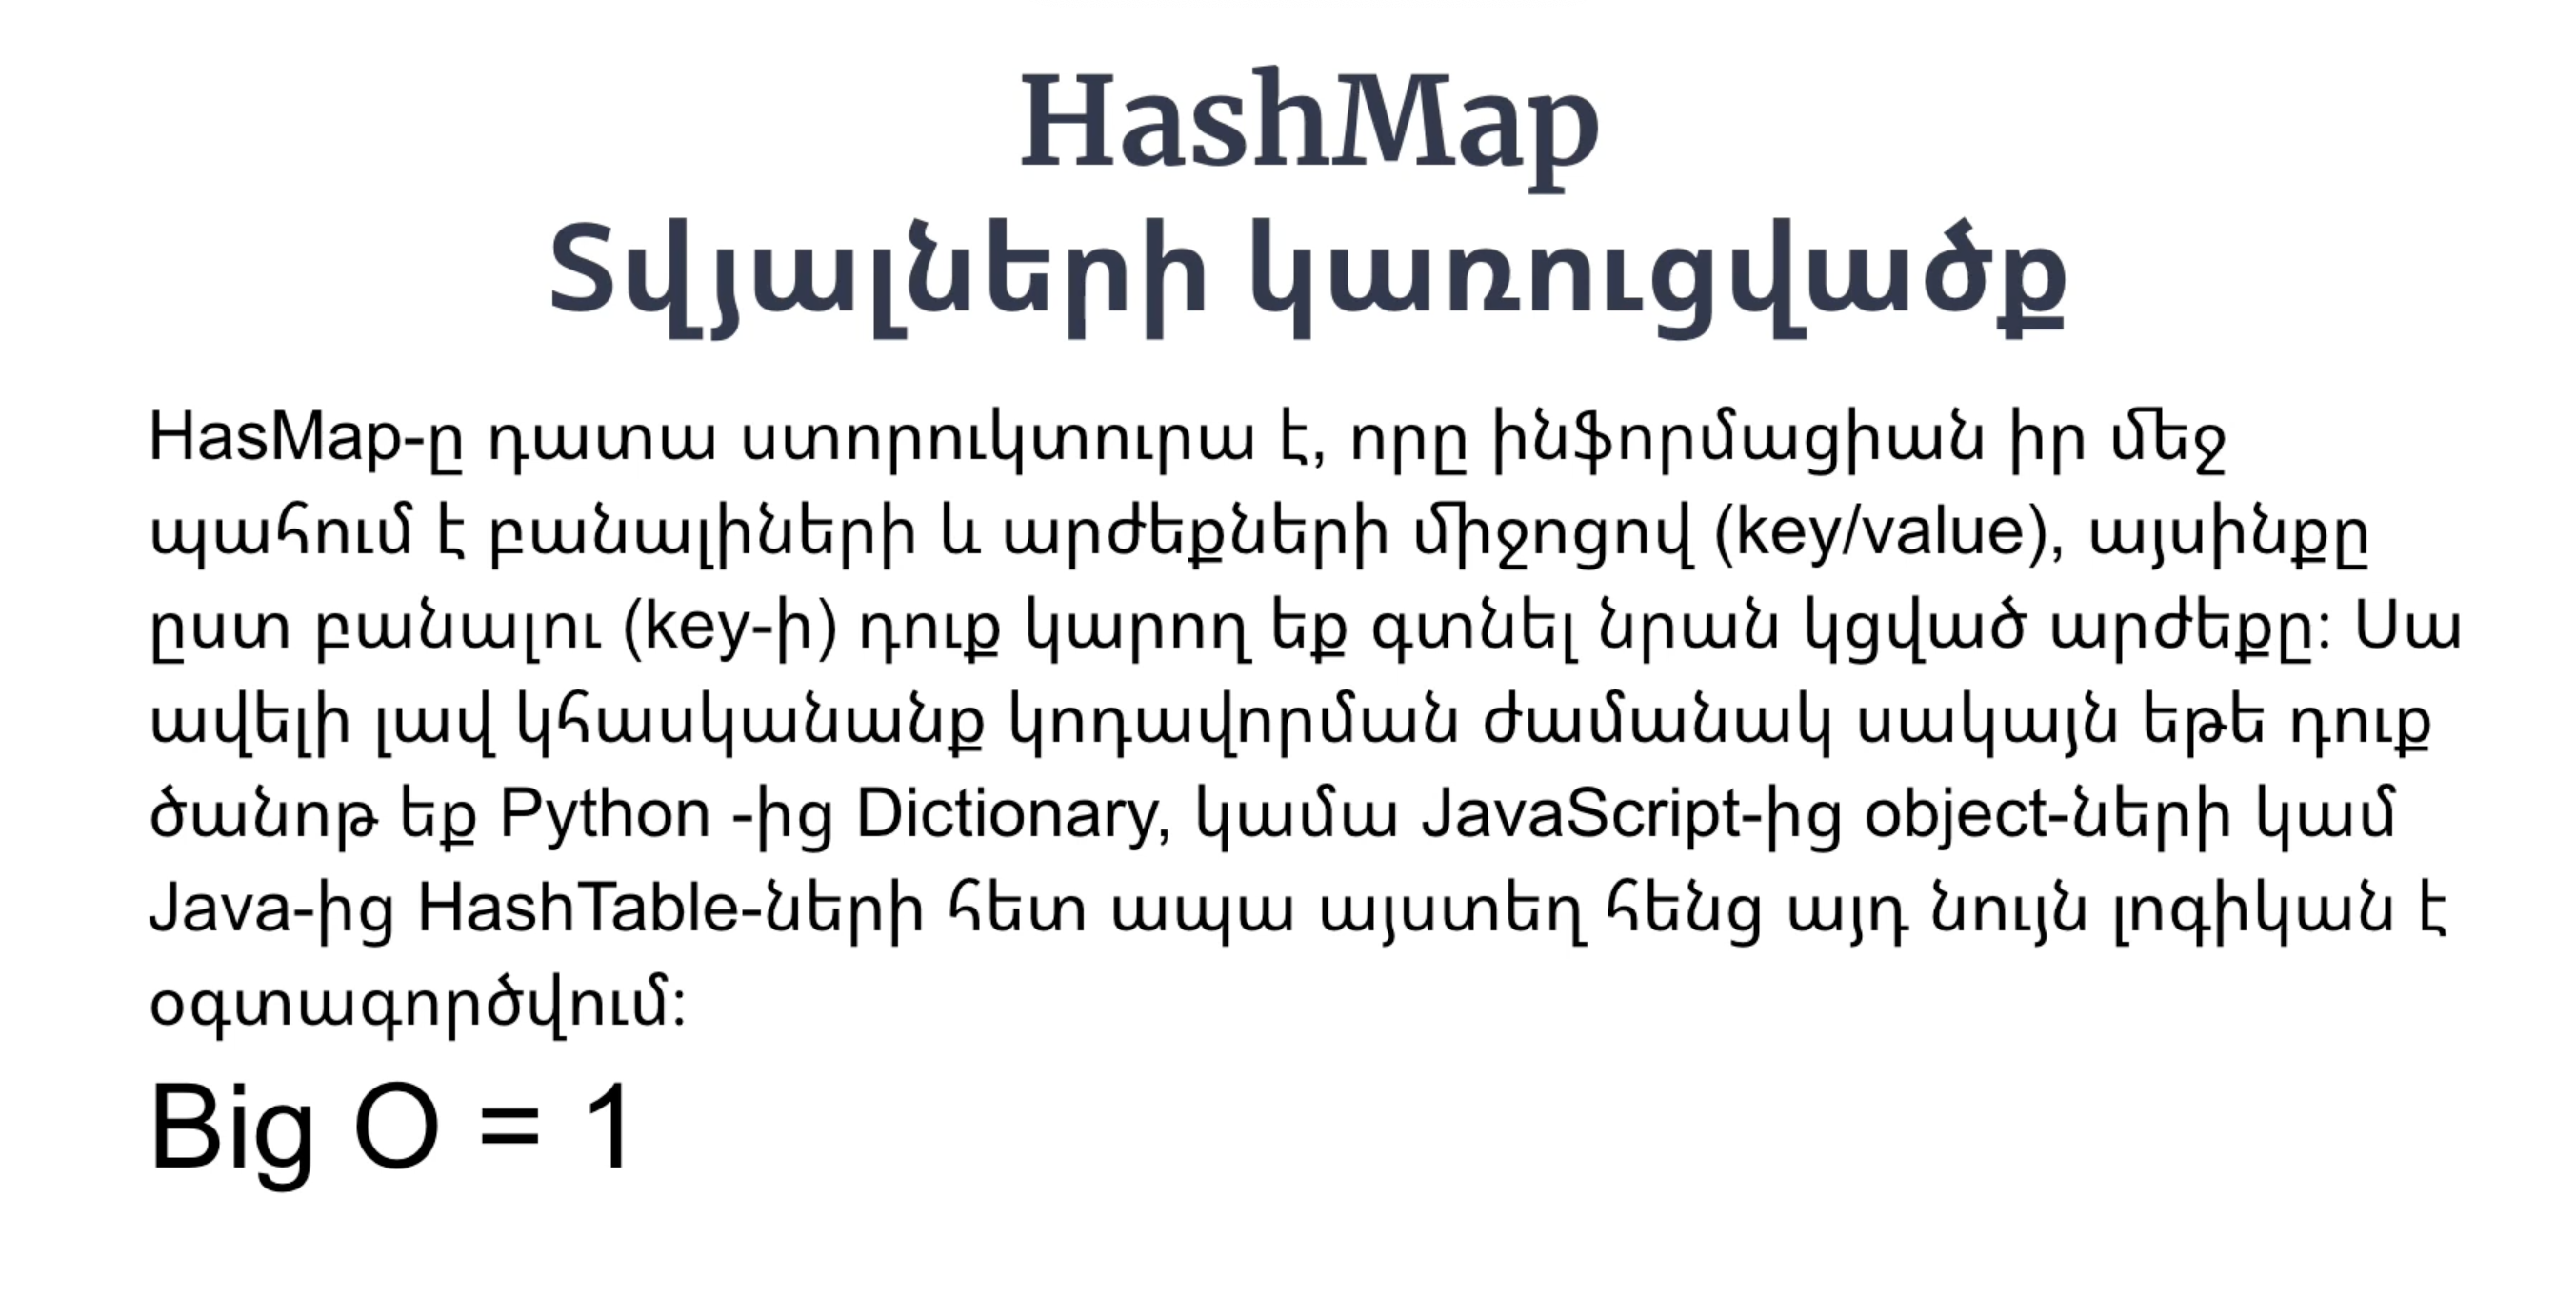 HashMap
Տվյալների կառուցվածք
HasMap-ը դատա ստորուկտուրա է, որը ինֆորմացիան իր մեջ
պահում է բանալիների և արժեքների միջոցով (key/value), այսինքը
ըստ բանալու (key-ի) դուք կարող եք գտնել նրան կցված արժեքը: Սա
ավելի լավ կհասկանանք կոդավորման ժամանակ սակայն եթե դուք
ծանոթ եք Python -ից Dictionary, կամա JavaScript-ից object-ների կամ
Java-ից HashTable-ների հետ ապա այստեղ հենց այդ նույն լոգիկան է
օգտագործվում:
Big O = 1